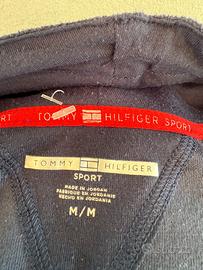 TOMMY HILFIGER SPORT
TOMMY HILFIGER
SPORT
MADE IN JORDAN
FABRIQUÉ EN JORDANIE
HECHO EN JORDANIA
M/M